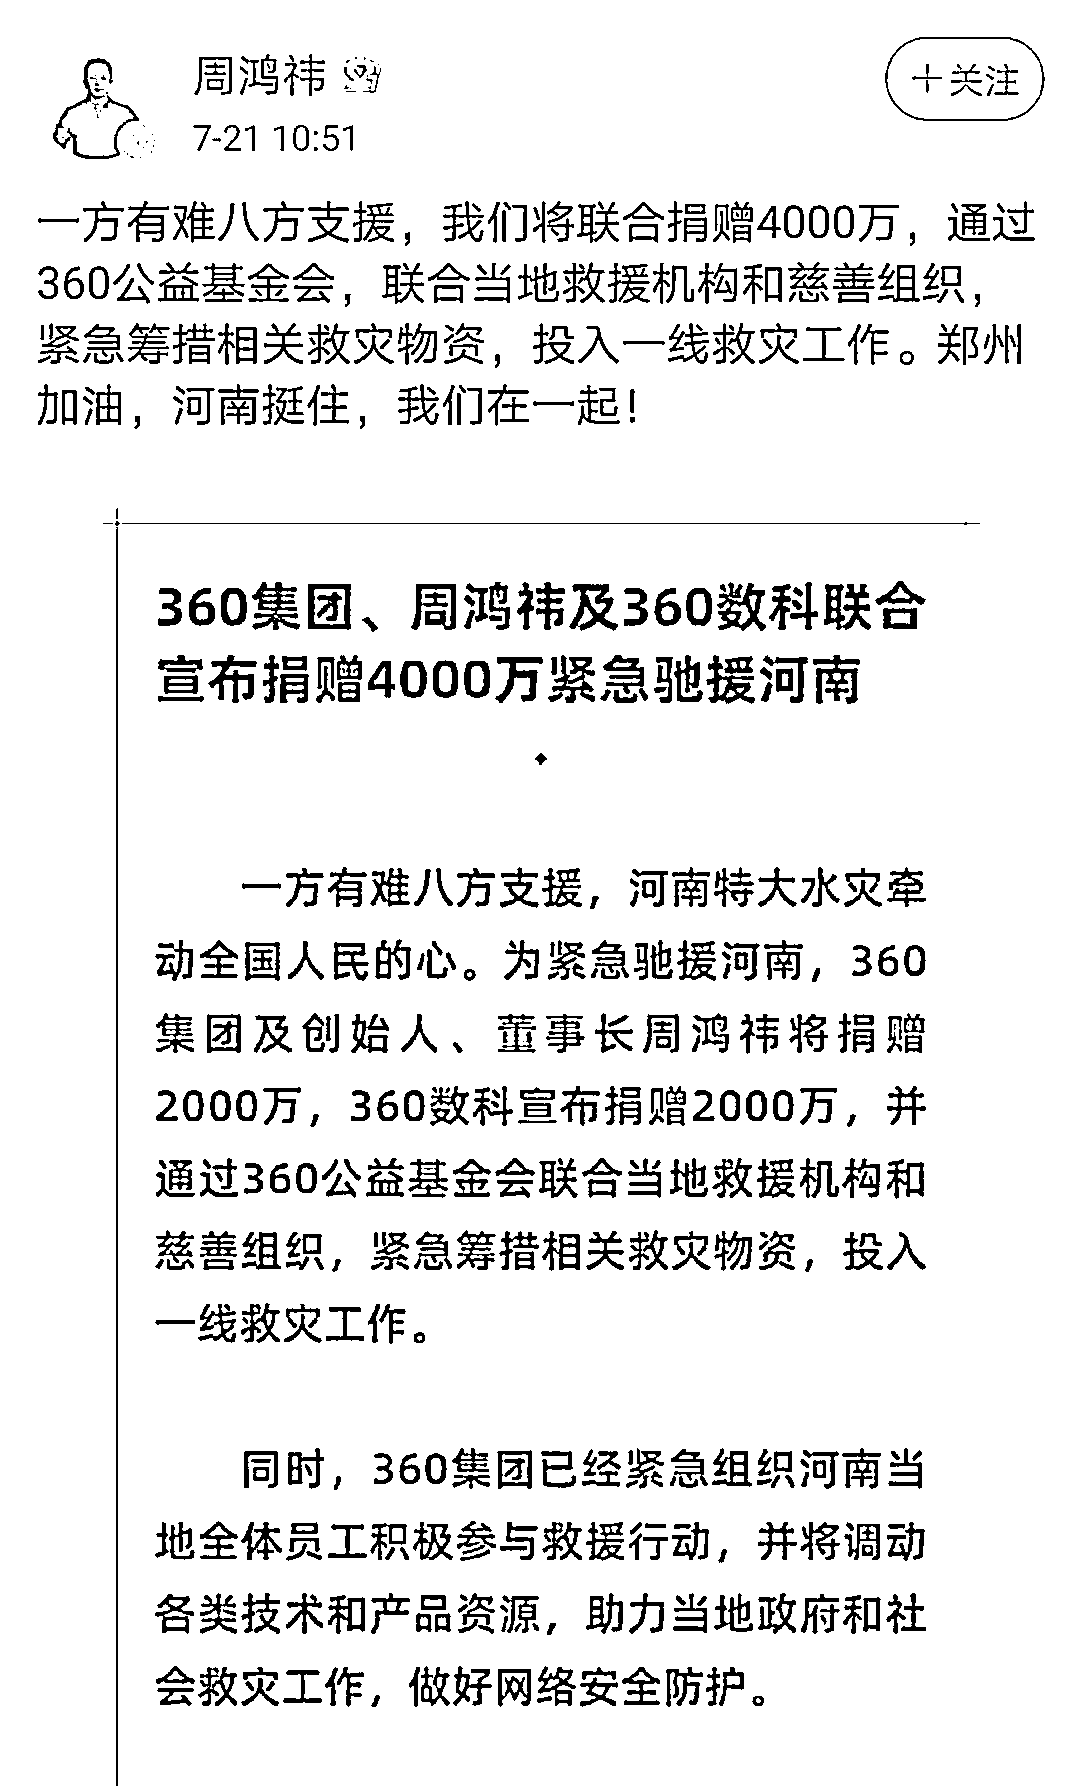 周鸿祎
7-21 10:51
+关注
一方有难八方支援，我们将联合捐赠4000万，通过
360公益基金会，联合当地救援机构和慈善组织，
紧急筹措相关救灾物资，投入一线救灾工作。郑州
加油，河南挺住，我们在一起！
360集团、周鸿祎及360数科联合
宣布捐赠4000万紧急驰援河南
一方有难八方支援，河南特大水灾牵
动全国人民的心。为紧急驰援河南，360
集团及创始人、董事长周鸿祎将捐赠
2000万，360数科宣布捐赠2000万，并
通过360公益基金会联合当地救援机构和
慈善组织，紧急筹措相关救灾物资，投入
一线救灾工作。
同时，360集团已经紧急组织河南当
地全体员工积极参与救援行动，并将调动
各类技术和产品资源，助力当地政府和社
会救灾工作，做好网络安全防护。